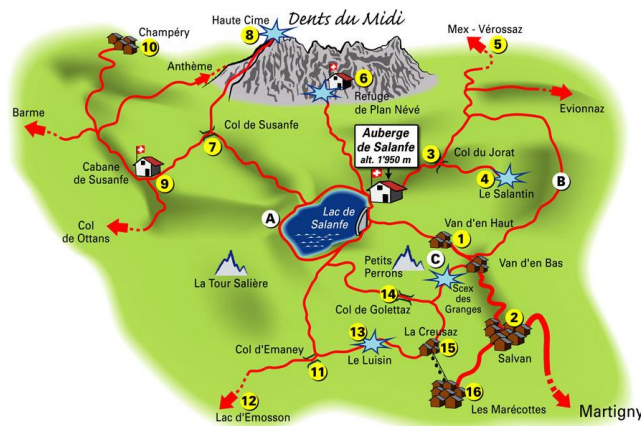 Dents du Midi
Haute Cime
8
Champéry
10
Mex - Vérossaz
5
Anthème
6
Refuge
de Plan Névé
Evionnaz
Barme
Col de Susanfe
7
Auberge
de Salanfe
alt. 1'950 m
3
Col du Jorat
Cabane
de Susanfe
9
4
Le Salantin
B
A
Lac de
Salanfe
Van d'en Haut
1
Col
de Ottans
C
Petits
Perrons
Van d'en Bas
La Tour Salière
Scex
des
Granges
14
Col de Golettaz
2
Salvan
13
La Creusaz
15
Col d'Emaney
11
Le Luisin
16
12
Lac d'Emosson
Les Marécottes
Martigny